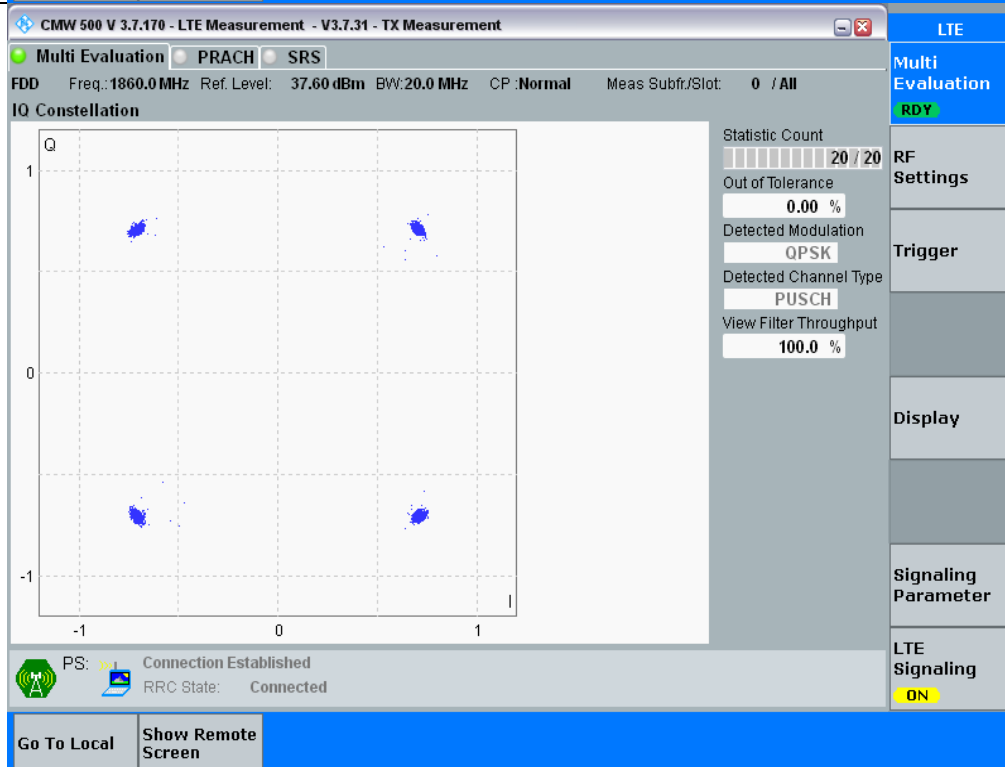 CMW 500 V 3.7.170 - LTE Measurement - V3.7.31 - TX Measurement
LTE
Multi Evaluation PRACH SRS
FDD Freq.:1860.0 MHz Ref. Level: 37.60 dBm BW:20.0 MHz CP :Normal Meas Subfr./Slot: 0 / All
IQ Constellation
Q
1
0
-1
-1 0 1
I
Statistic Count
20 / 20
Out of Tolerance
0.00 %
Detected Modulation
QPSK
Detected Channel Type
PUSCH
View Filter Throughput
100.0 %
Multi
Evaluation
RDY
RF
Settings
Trigger
Display
Signaling
Parameter
LTE
Signaling
ON
PS: Connection Established
RRC State: Connected
Go To Local
Show Remote
Screen